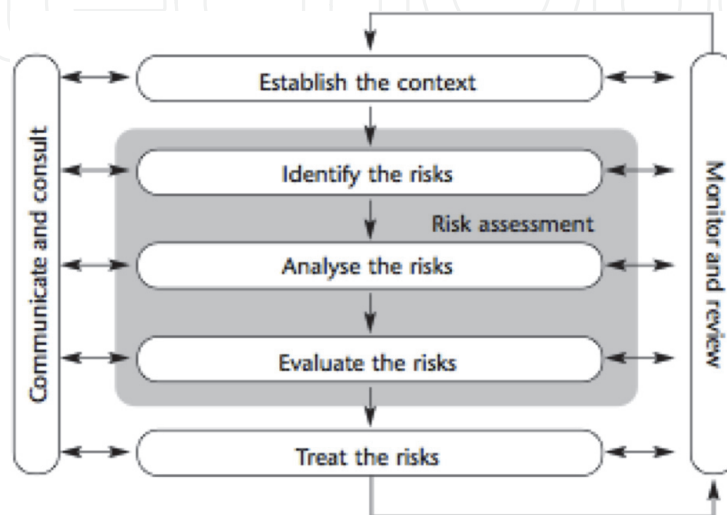 Establish the context
Communicate and consult
Identify the risks
Monitor and review
Risk assessment
Analyse the risks
Evaluate the risks
Treat the risks